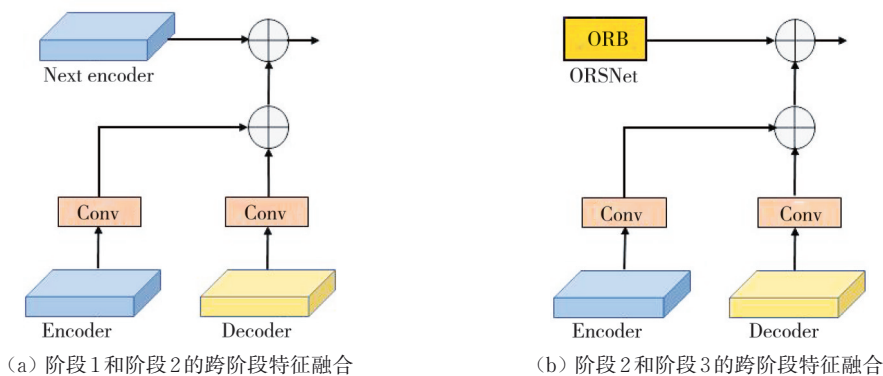 Next encoder
Conv
Conv
Encoder
Decoder
(a) 阶段1和阶段2的跨阶段特征融合
ORB
ORSNet
Conv
Conv
Encoder
Decoder
(b) 阶段2和阶段3的跨阶段特征融合